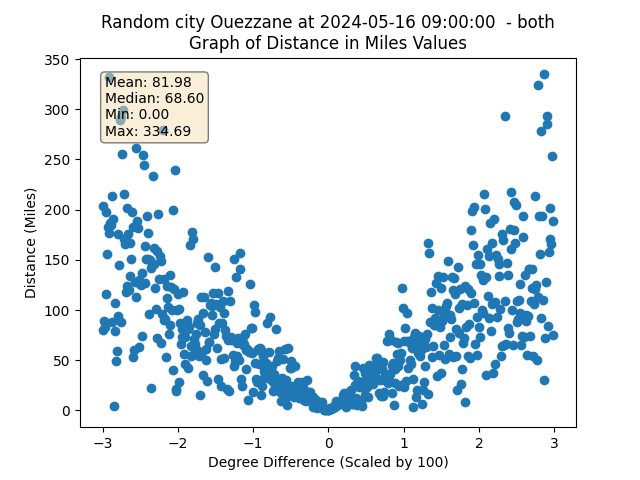 Random city Ouezzane at 2024-05-16 09:00:00  - both
Graph of Distance in Miles Values
350
300
250
200
150
100
50
0
Distance (Miles)
Mean: 81.98
Median: 68.60
Min: 0.00
Max: 334.69
−3
−2
−1
0
1
2
3
Degree Difference (Scaled by 100)